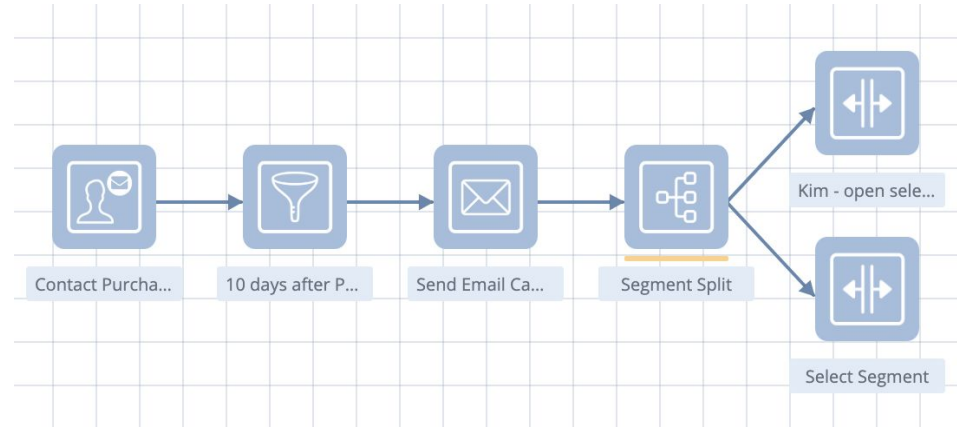 Contact Purcha...
10 days after P...
Send Email Ca...
Segment Split
Kim - open sele...
Select Segment